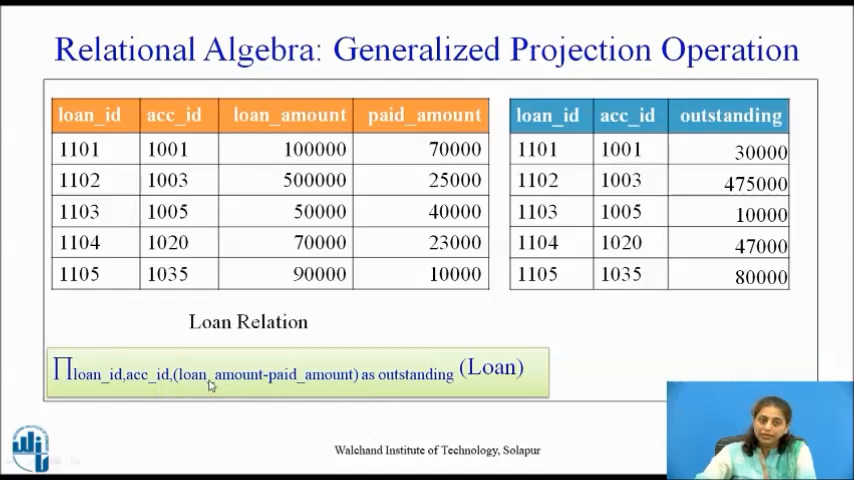 Relational Algebra: Generalized Projection Operation
loan_id acc_id loan_amount paid_amount
1101 1001 100000 70000
1102 1003 500000 25000
1103 1005 50000 40000
1104 1020 70000 23000
1105 1035 90000 10000
loan_id acc_id outstanding
1101 1001 30000
1102 1003 475000
1103 1005 10000
1104 1020 47000
1105 1035 80000
Loan Relation
∏loan_id,acc_id,(loan_amount-paid_amount) as outstanding (Loan)
Walchand Institute of Technology, Solapur